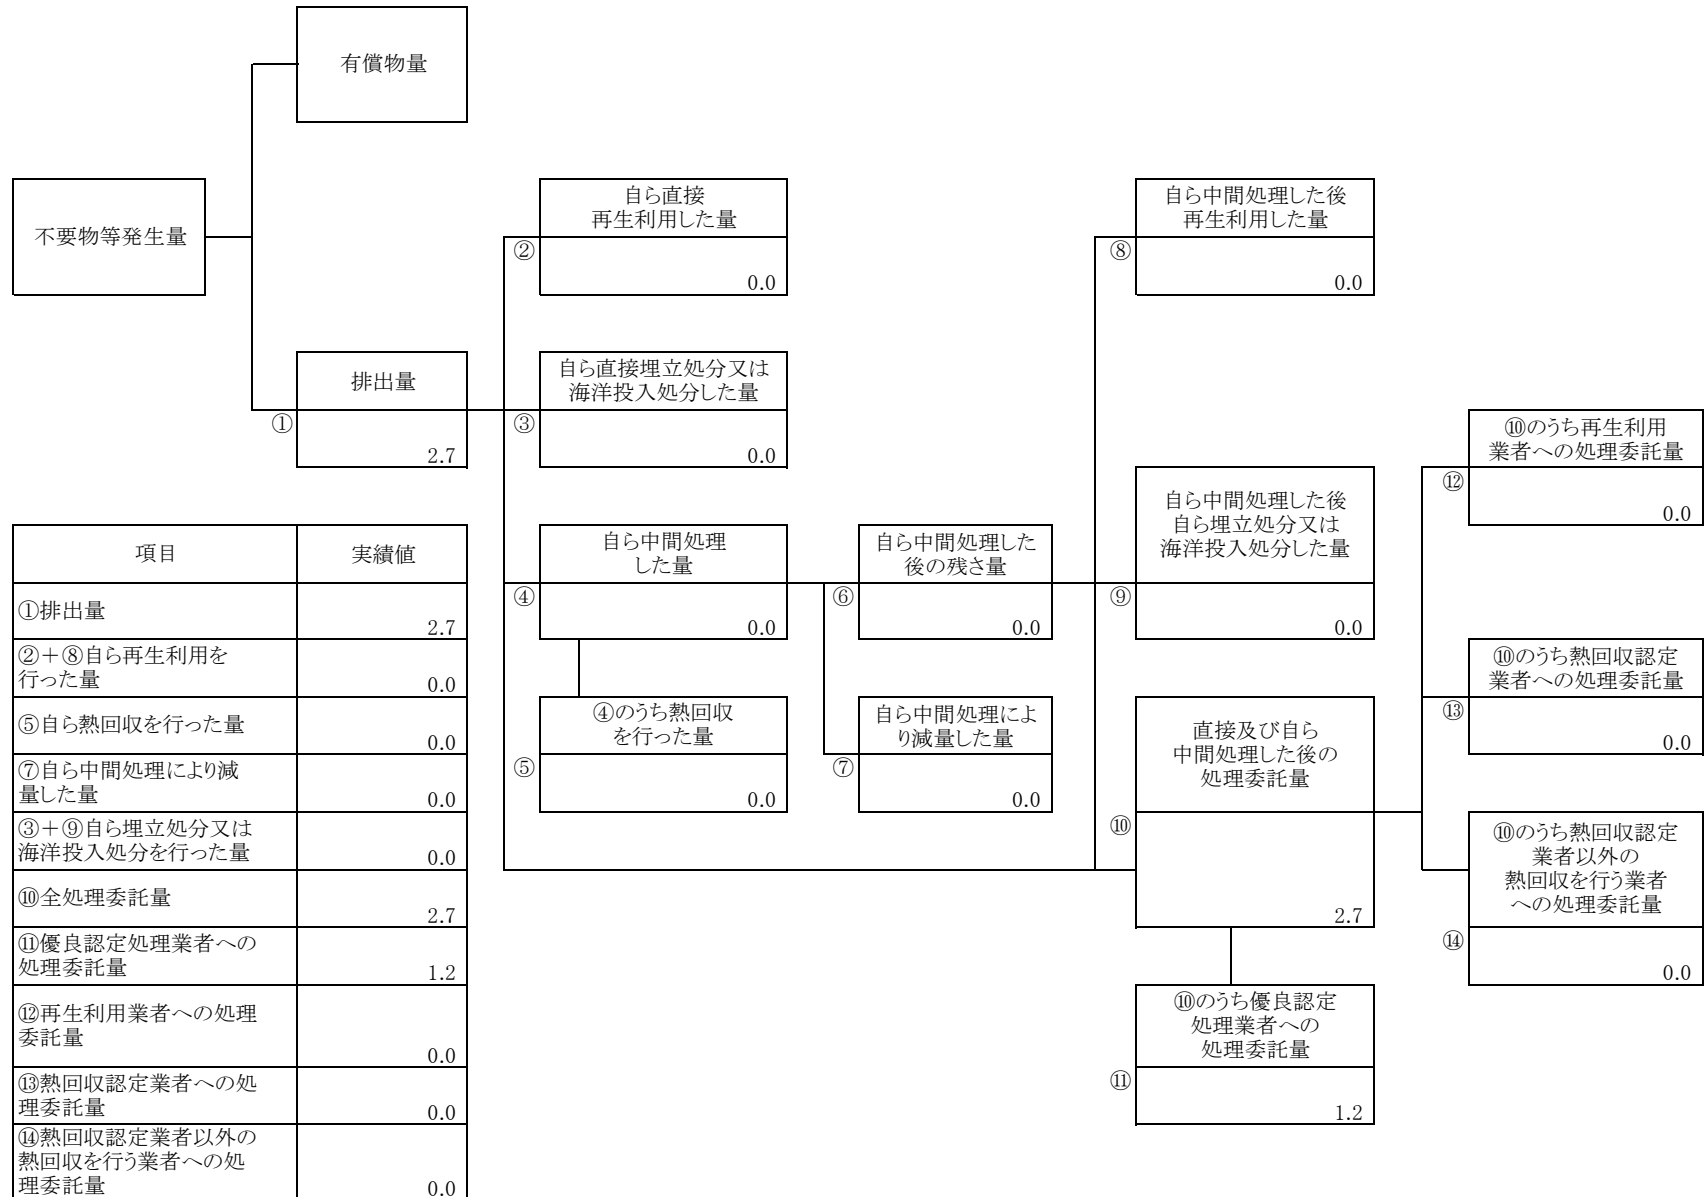 有償物量
不要物等発生量
自ら直接
再生利用した量
②
0.0
自ら中間処理した後
再生利用した量
⑧
0.0
排出量
①
2.7
自ら直接埋立処分又は
海洋投入処分した量
③
0.0
⑩のうち再生利用
業者への処理委託量
⑫
0.0
自ら中間処理
した量
④
0.0
自ら中間処理した
後の残さ量
⑥
0.0
自ら中間処理した後
自ら埋立処分又は
海洋投入処分した量
⑨
0.0
⑩のうち熱回収認定
業者への処理委託量
⑬
0.0
④のうち熱回収
を行った量
⑤
0.0
自ら中間処理によ
り減量した量
⑦
0.0
直接及び自ら
中間処理した後の
処理委託量
⑩
2.7
⑩のうち熱回収認定
業者以外の
熱回収を行う業者
への処理委託量
⑭
0.0
⑩のうち優良認定
処理業者への
処理委託量
⑪
1.2
項目 実績値
①排出量
2.7
②+⑧自ら再生利用を
行った量
0.0
⑤自ら熱回収を行った量
0.0
⑦自ら中間処理により減
量した量
0.0
③+⑨自ら埋立処分又は
海洋投入処分を行った量
0.0
⑩全処理委託量
2.7
⑪優良認定処理業者への
処理委託量
1.2
⑫再生利用業者への処理
委託量
0.0
⑬熱回収認定業者への処
理委託量
0.0
⑭熱回収認定業者以外の
熱回収を行う業者への処
理委託量
0.0